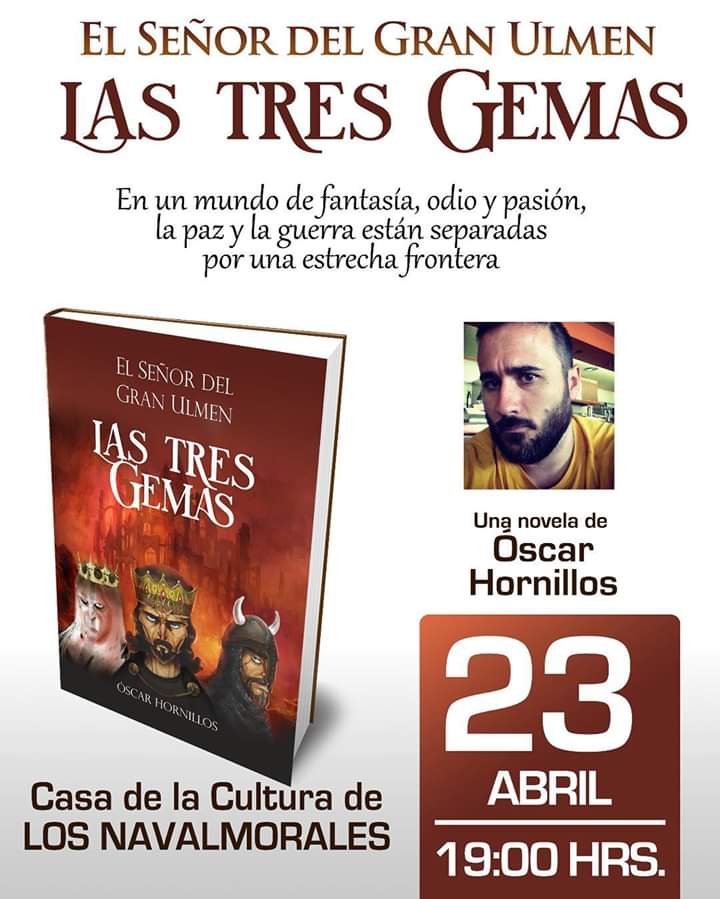 El Señor del Gran Ulmen
Las tres Gemas
En un mundo de fantasía, odio y pasión,
la paz y la guerra están separadas
por una estrecha frontera
El Señor del
Gran Ulmen
Las tres
Gemas
Óscar Hornillos
Una novela de
Óscar
Hornillos
23
ABRIL
19:00 HRS.
Casa de la Cultura de
LOS NAVALMORALES